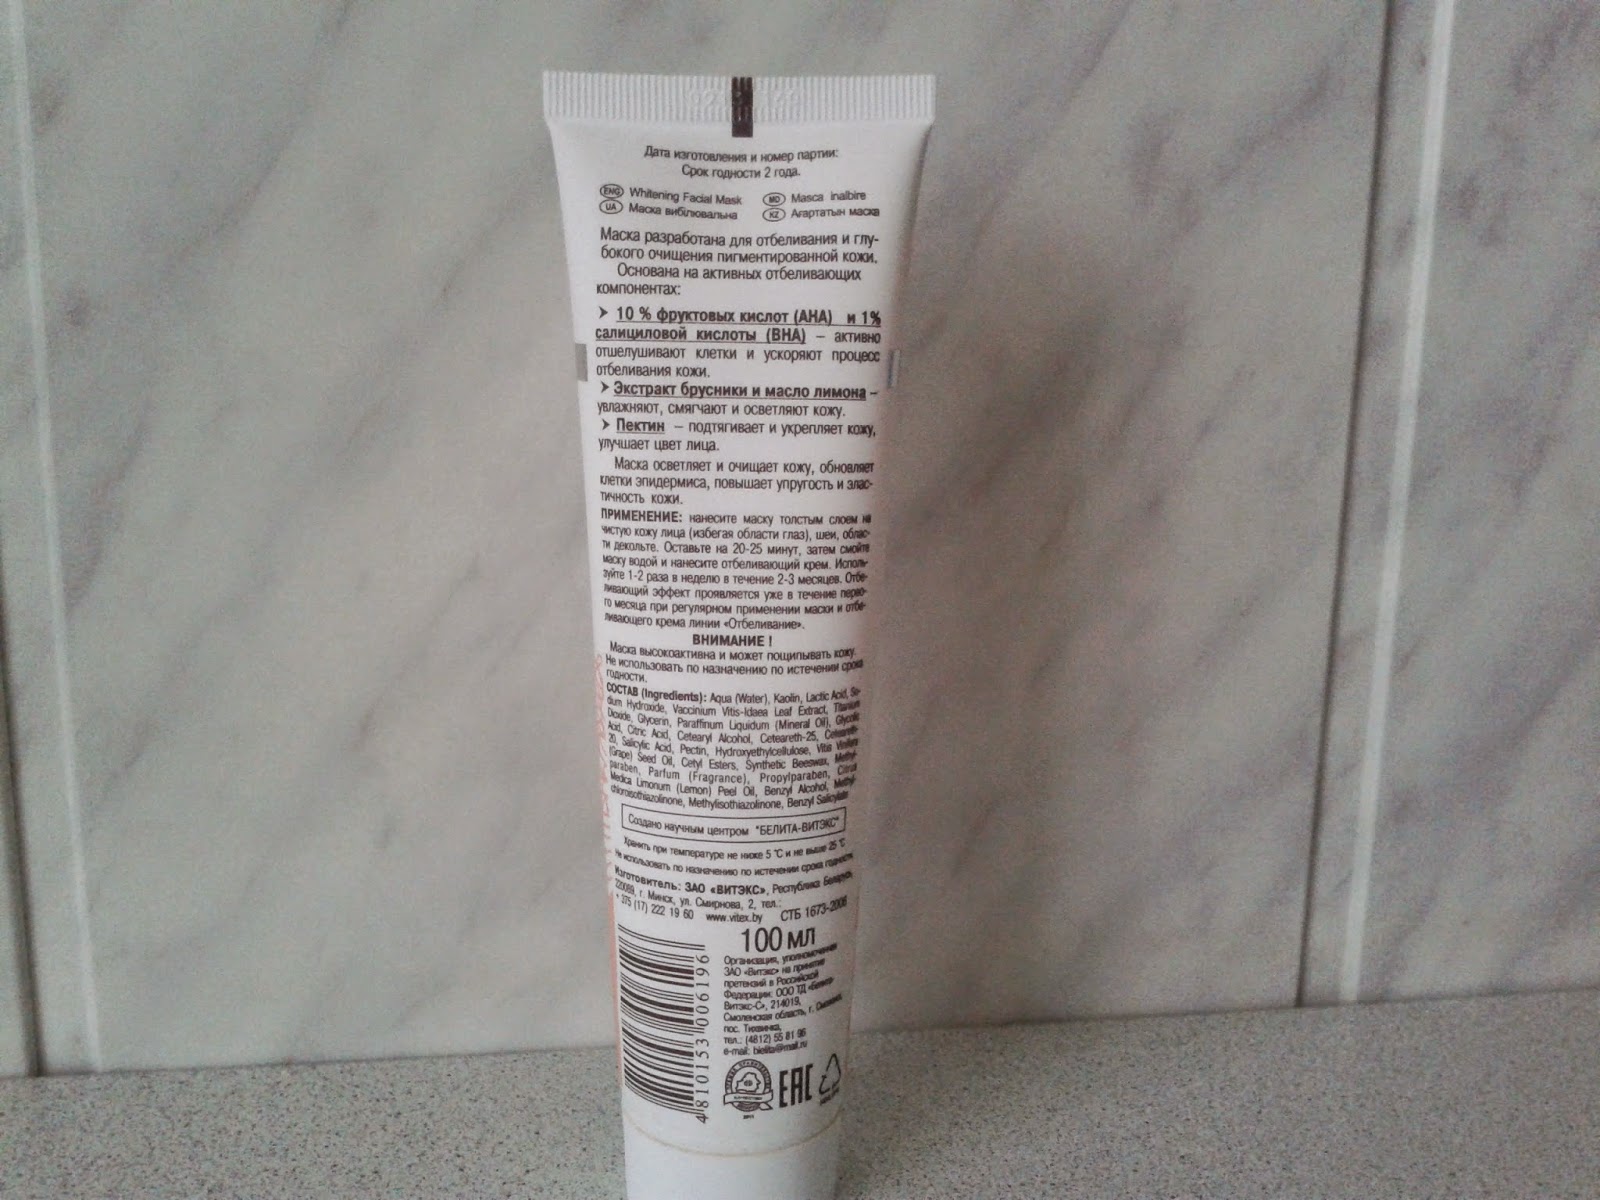 Дата изготовления и номер партии:
Срок годности 2 года.
ENG Whitening Facial Mask MD Masca inalbire
UA Маска вибілювальна KZ Ағартатын маска
Маска разработана для отбеливания и глу-
бокого очищения пигментированной кожи.
Основана на активных отбеливающих
компонентах:
➤ 10 % фруктовых кислот (АНА) и 1%
салициловой кислоты (ВНА) – активно
отшелушивают клетки и ускоряют процесс
отбеливания кожи.
➤ Экстракт брусники и масло лимона –
увлажняют, смягчают и осветляют кожу.
➤ Пектин – подтягивает и укрепляет кожу,
улучшает цвет лица.
Маска осветляет и очищает кожу, обновляет
клетки эпидермиса, повышает упругость и элас-
тичность кожи.
ПРИМЕНЕНИЕ: нанесите маску толстым слоем на
чистую кожу лица (избегая области глаз), шеи, облас-
ти декольте. Оставьте на 20-25 минут, затем смойте
маску водой и нанесите отбеливающий крем. Исполь-
зуйте 1-2 раза в неделю в течение 2-3 месяцев. Отбе-
ливающий эффект проявляется уже в течение перво-
го месяца при регулярном применении маски и отбе-
ливающего крема линии «Отбеливание».
ВНИМАНИЕ !
Маска высокоактивна и может пощипывать кожу.
Не использовать по назначению по истечении срока
годности.
СОСТАВ (Ingredients): Aqua (Water), Kaolin, Lactic Acid, So-
dium Hydroxide, Vaccinium Vitis-Idaea Leaf Extract, Titanium
Dioxide, Glycerin, Paraffinum Liquidum (Mineral Oil), Glycolic
Acid, Citric Acid, Cetearyl Alcohol, Ceteareth-25, Ceteareth-
20, Salicylic Acid, Pectin, Hydroxyethylcellulose, Vitis Vinifera
(Grape) Seed Oil, Cetyl Esters, Synthetic Beeswax, Methyl-
paraben, Parfum (Fragrance), Propylparaben, Citrus
Medica Limonum (Lemon) Peel Oil, Benzyl Alcohol, Methyl-
chloroisothiazolinone, Methylisothiazolinone, Benzyl Salicylate
Создано научным центром "БЕЛИТА-ВИТЭКС"
Хранить при температуре не ниже 5 °С и не выше 25 °С
Не использовать по назначению по истечении срока годности
Изготовитель: ЗАО «ВИТЭКС», Республика Беларусь
220089, г. Минск, ул. Смирнова, 2, тел.:
+ 375 (17) 222 19 60 www.vitex.by СТБ 1673-2006
100 мл
Организация, уполномоченная
ЗАО «Витэкс» на принятие
претензий в Российской
Федерации: ООО ТД «Белита-
Витэкс-С», 214019,
Смоленская область, г. Смоленск,
пос. Тихвинка,
тел.: (4812) 55 81 96
e-mail: bielita@mail.ru
4 810153 006196
EAC